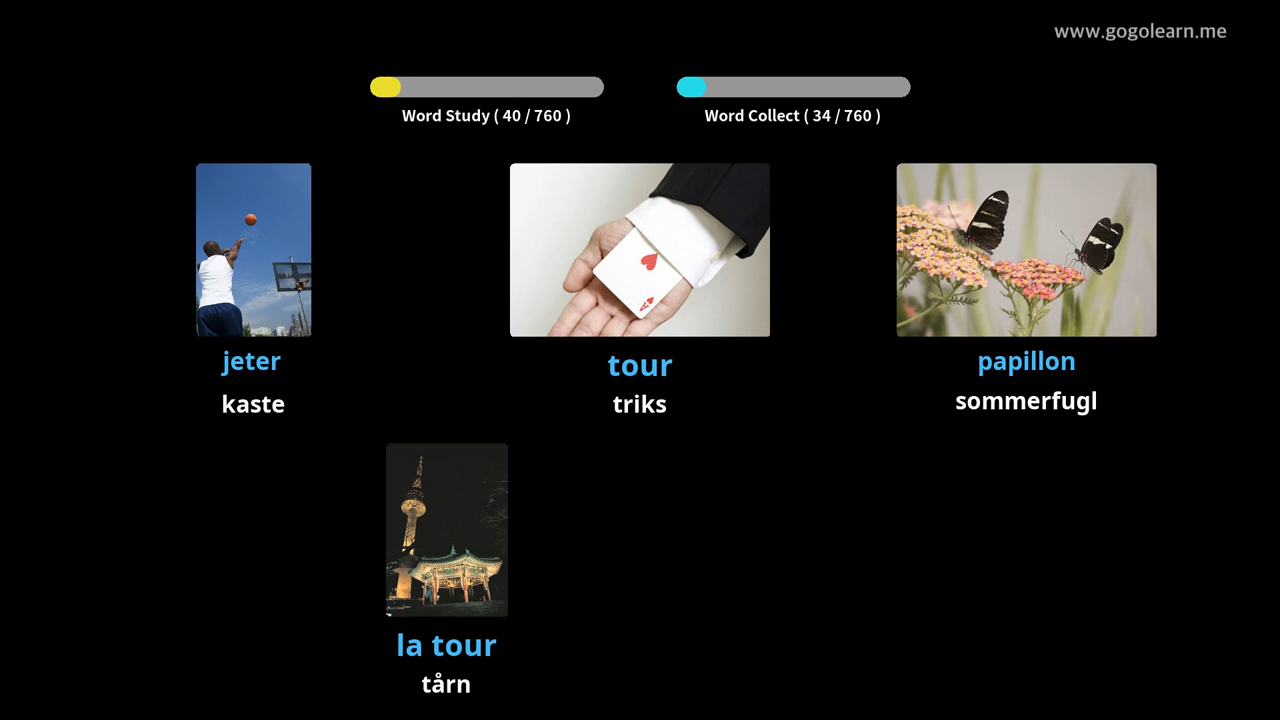 www.gogolearn.me
Word Study ( 40 / 760 )
Word Collect ( 34 / 760 )
jeter
kaste
tour
triks
papillon
sommerfugl
la tour
tårn